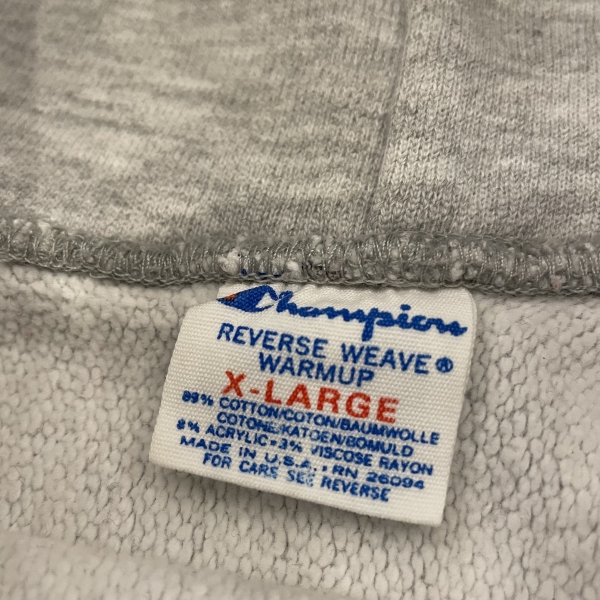 Champion
REVERSE WEAVE®
WARMUP
X-LARGE
89% COTTON/COTON/BAUMWOLLE
COTONE/KATOEN/BOMULD
8% ACRYLIC•3% VISCOSE RAYON
MADE IN U.S.A. • RN 26094
FOR CARE SEE REVERSE